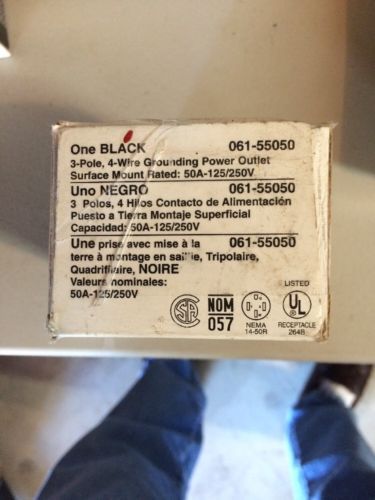 One BLACK 061-55050
3-Pole, 4-Wire Grounding Power Outlet
Surface Mount Rated: 50A-125/250V
Uno NEGRO 061-55050
3 Polos, 4 Hilos Contacto de Alimentación
Puesto a Tierra Montaje Superficial
Capacidad: 50A-125/250V
Une prise avec mise à la 061-55050
terre à montage en saillie, Tripolaire,
Quadrifilaire, NOIRE
Valeurs nominales:
50A-125/250V
SA
NOM
057
NEMA
14-50R
LISTED
UL
RECEPTACLE
264B